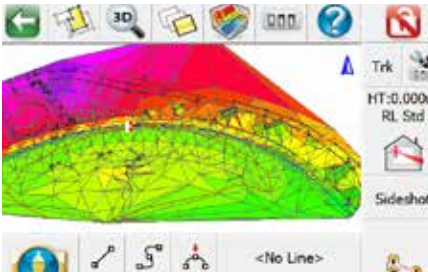 3D
Trk
HT:0.000
RL Std
Sideshot
<No Line>